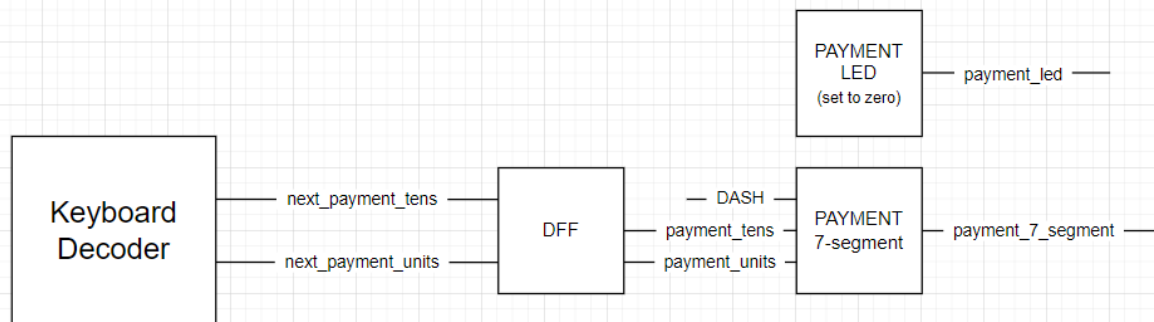 PAYMENT
LED
(set to zero)
payment_led
Keyboard
Decoder
next_payment_tens
next_payment_units
DFF
DASH
payment_tens
payment_units
PAYMENT
7-segment
payment_7_segment